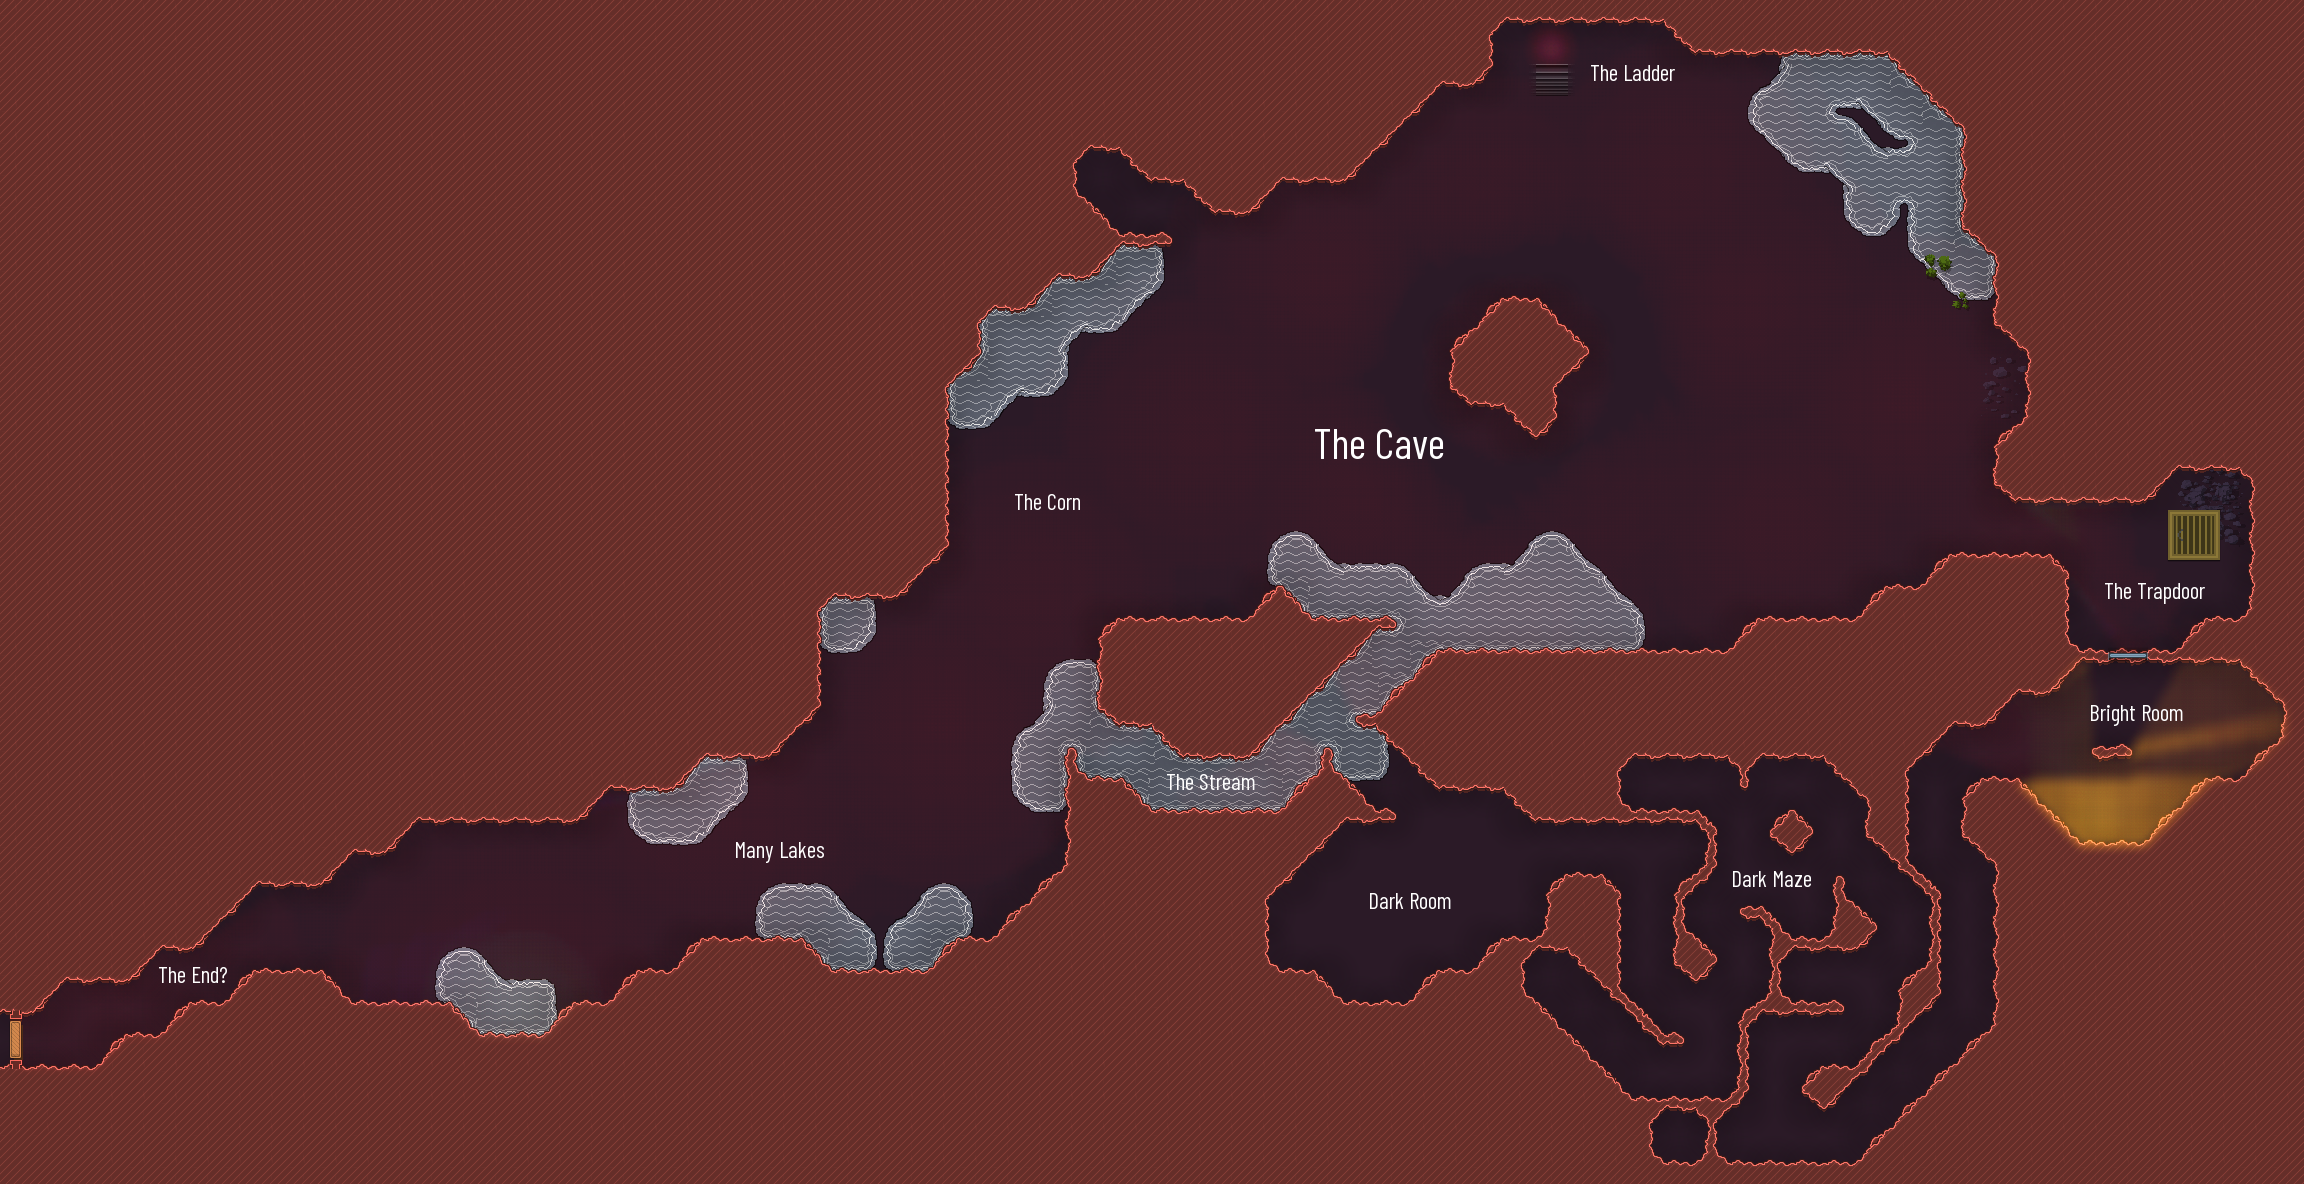 The Ladder
The Cave
The Corn
The Trapdoor
Bright Room
The Stream
Many Lakes
Dark Maze
Dark Room
The End?